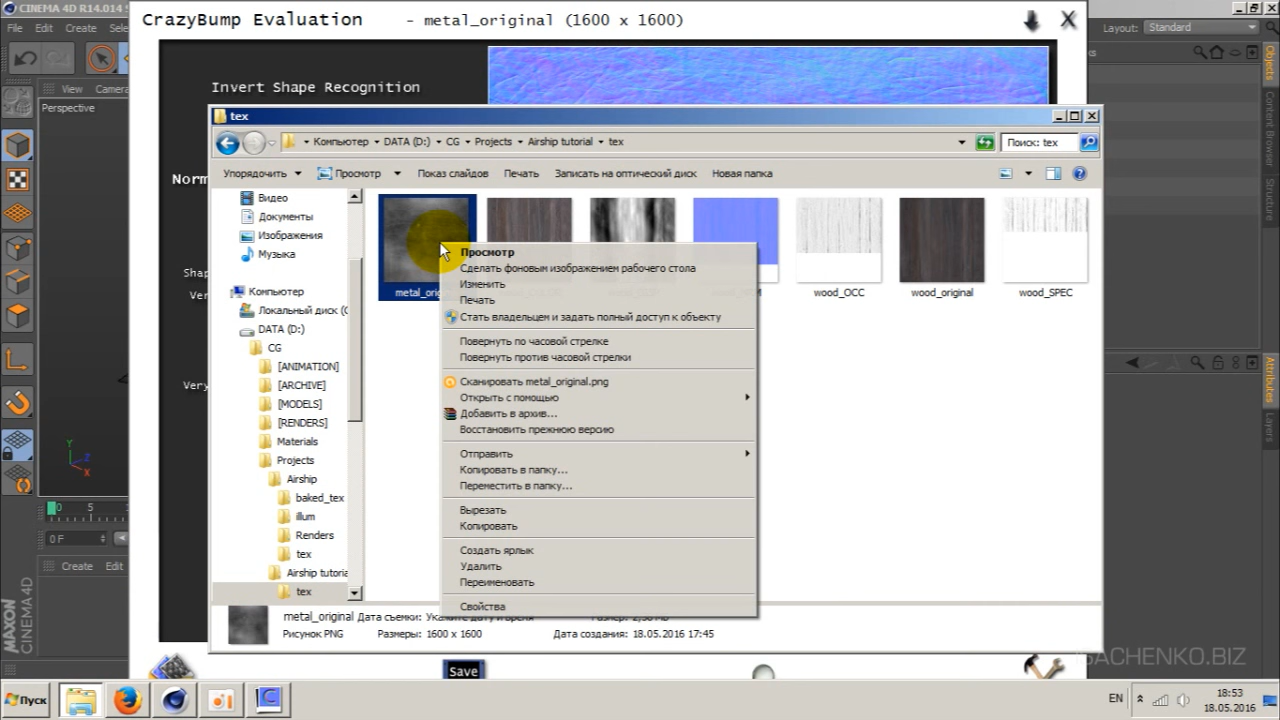 CINEMA 4D R14.014 S
CrazyBump Evaluation - metal_original (1600 x 1600)
File Edit Create
Layout: Standard
Invert Shape Recognition
View
Perspective
tex
Компьютер DATA (D:) CG Projects Airship tutorial tex
Поиск: tex
Упорядочить Просмотр Показ слайдов Печать Записать на оптический диск Новая папка
Norm
Видео
Документы
Изображения
Музыка
Компьютер
Локальный диск (C
DATA (D:)
CG
[ANIMATION]
[ARCHIVE]
[MODELS]
[RENDERS]
Materials
Projects
Airship
baked_tex
illum
Renders
tex
Airship tutoria
tex
metal_orig
wood_OCC
wood_original
wood_SPEC
Просмотр
Сделать фоновым изображением рабочего стола
Изменить
Печать
Стать владельцем и задать полный доступ к объекту
Повернуть по часовой стрелке
Повернуть против часовой стрелки
Сканировать metal_original.png
Открыть с помощью
Добавить в архив...
Восстановить прежнюю версию
Отправить
Копировать в папку...
Переместить в папку...
Вырезать
Копировать
Создать ярлык
Удалить
Переименовать
Свойства
Objects
Content Browser
Structure
Attributes
Layers
Y
Z
X
0 5
0 F
Create Edit
metal_original Дата съемки: Укажите дату и время
Рисунок PNG Размеры: 1600 x 1600 Дата создания: 18.05.2016 17:45
MAXON
CINEMA 4D
Save
ISACHENKO.BIZ
Пуск
EN
18:53
18.05.2016